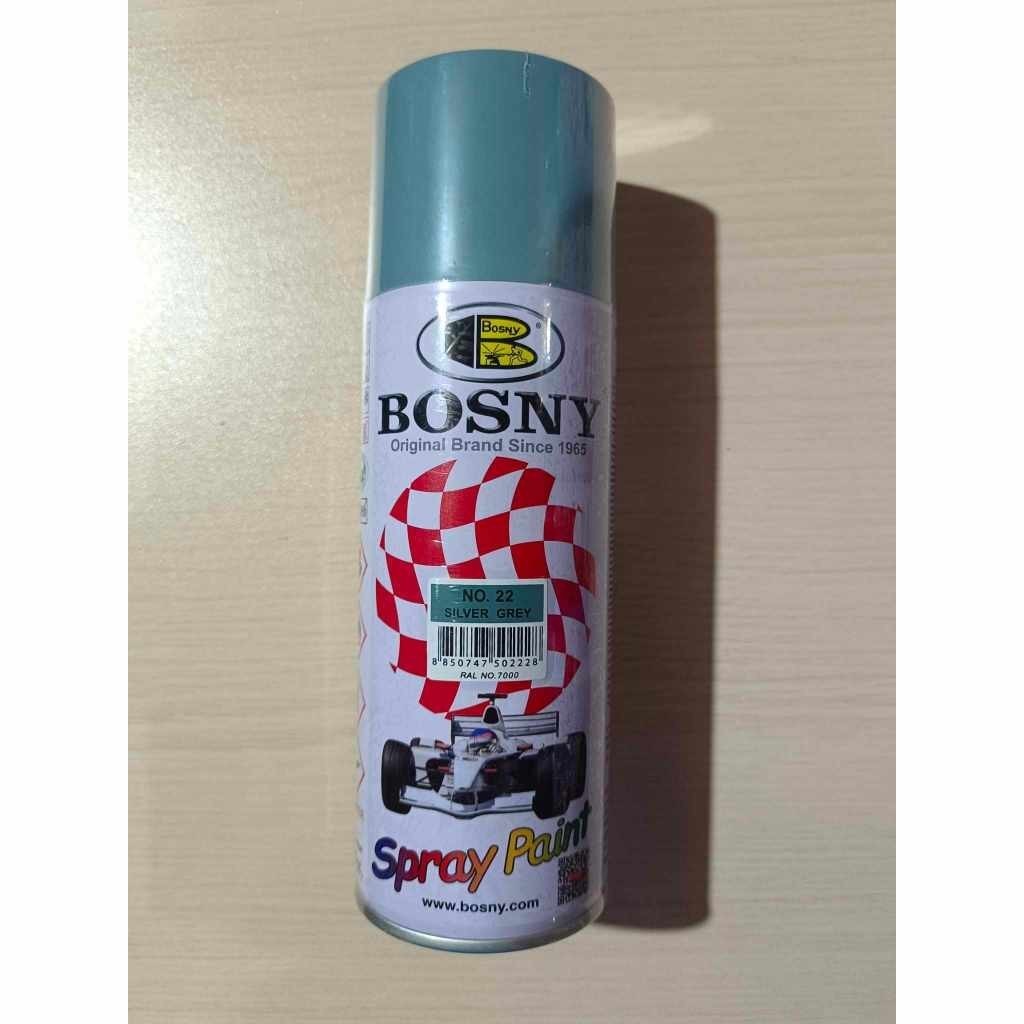 BOSNY
®
BOSNY
Original Brand Since 1965
NO. 22
SILVER GREY
8 850747 502228
RAL NO.7000
Spray Paint
www.bosny.com